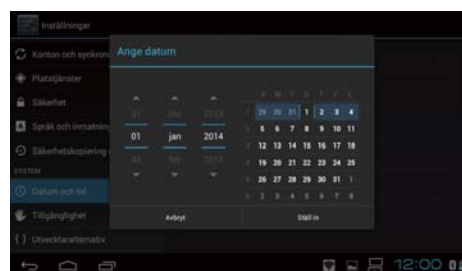 Inställningar
Konton och synkron
Platstjänster
Säkerhet
Språk och inmatnin
Säkerhetskopiering
SYSTEM
Datum och tid
Tillgänglighet
{ } Utvecklaralternativ
Ange datum
01 jan 2014
29 30 31 1 2 3 4
5 6 7 8 9 10 11
12 13 14 15 16 17 18
19 20 21 22 23 24 25
26 27 28 29 30 31 1
2 3 4 5 6 7 8
Avbryt
Ställ in
12:00